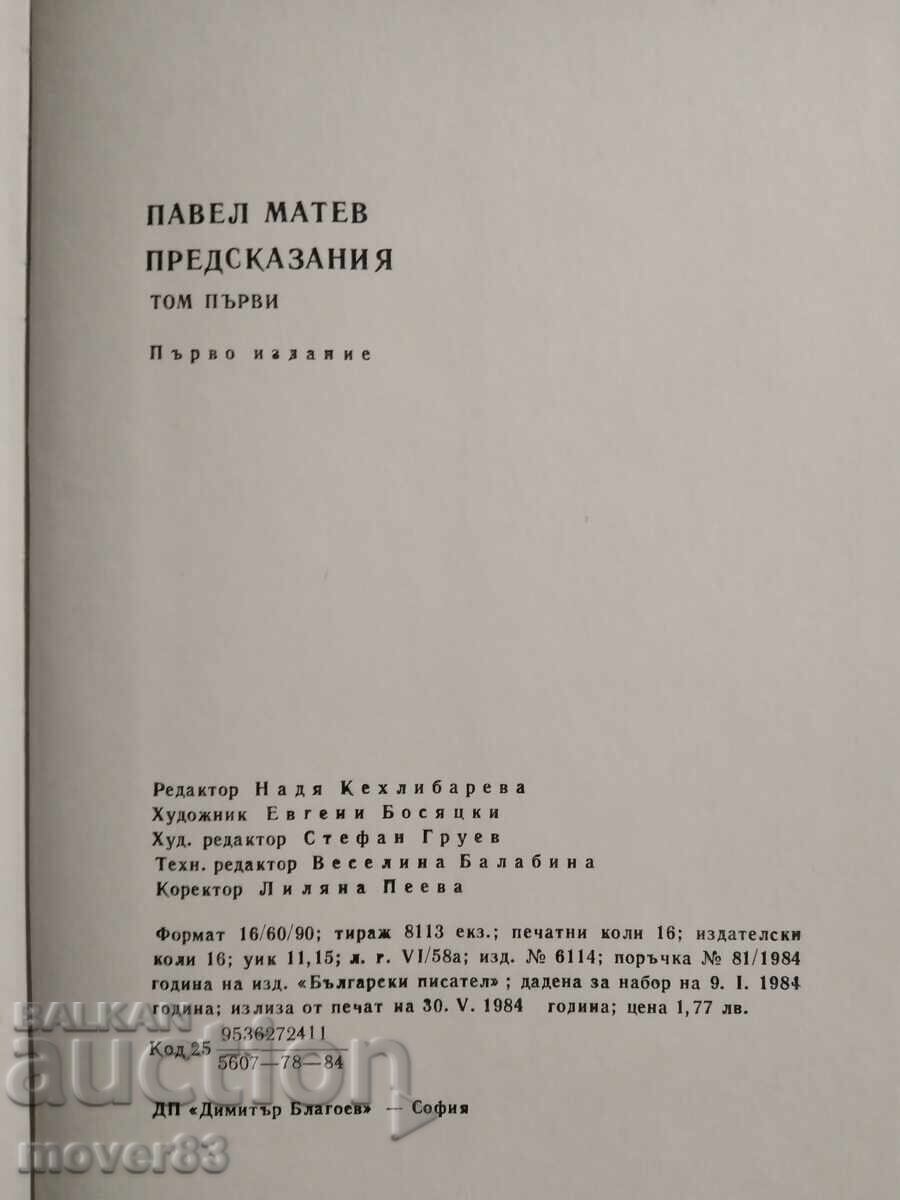 ПАВЕЛ МАТЕВ
ПРЕДСКАЗАНИЯ
ТОМ ПЪРВИ
Първо издание
Редактор Надя Кехлибарева
Художник Евгени Босяцки
Худ. редактор Стефан Груев
Техн. редактор Веселина Балабина
Коректор Лиляна Пеева
Формат 16/60/90; тираж 8113 екз.; печатни коли 16; издателски
коли 16; уик 11,15; л. г. VI/58а; изд. № 6114; поръчка № 81/1984
година на изд. «Български писател» ; дадена за набор на 9. I. 1984
година; излиза от печат на 30. V. 1984 година; цена 1,77 лв.
Код 25 9536272411
5607—78—84
ДП «Димитър Благоев» — София
BALKAN
auction
mover83